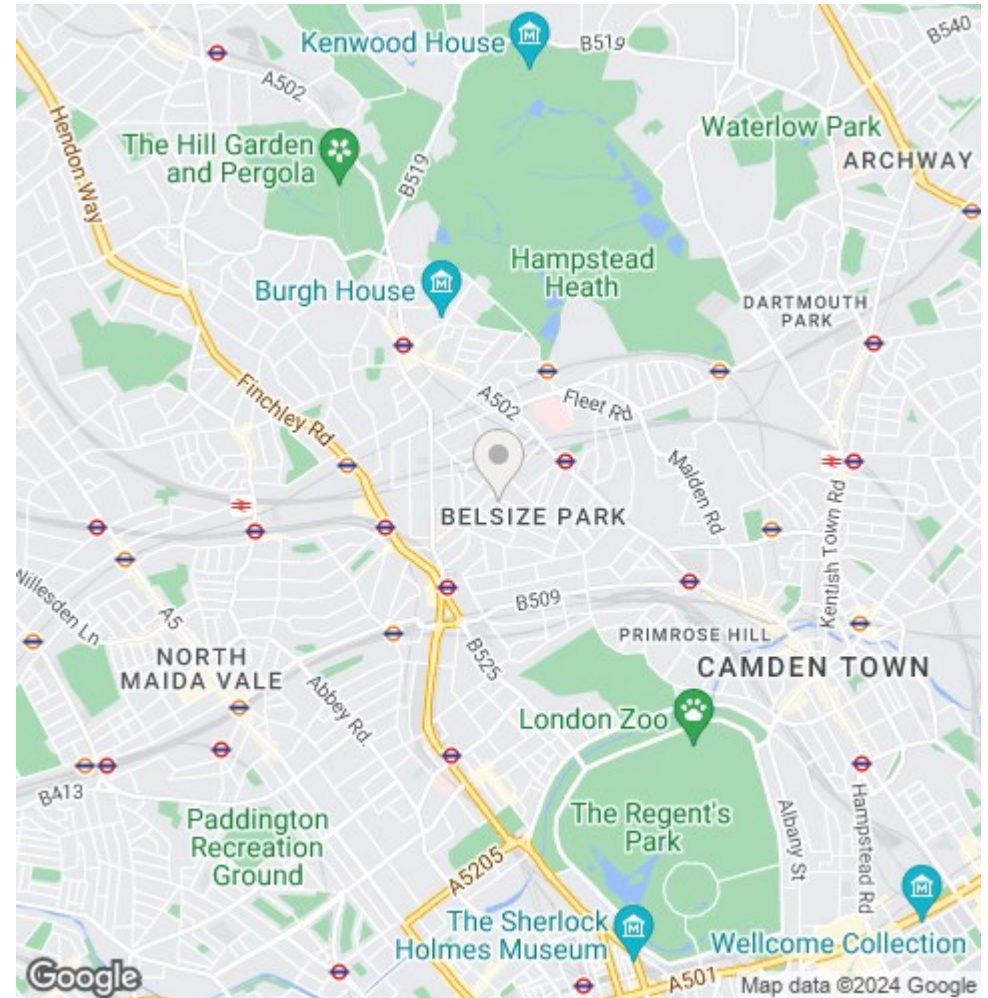 Kenwood House
B519
B540
A502
Hendon Way
The Hill Garden
and Pergola
B519
Waterlow Park
ARCHWAY
Hampstead
Heath
Burgh House
DARTMOUTH
PARK
A502
Fleet Rd
Finchley Rd
Malden Rd
BELSIZE PARK
Kentish Town Rd
Willesden Ln
A5
B509
PRIMROSE HILL
NORTH
MAIDA VALE
B525
CAMDEN TOWN
Abbey Rd.
London Zoo
B413
Paddington
Recreation
Ground
The Regent's
Park
Albany St
Hampstead Rd
A5205
The Sherlock
Holmes Museum
Wellcome Collection
A501
Google
Map data ©2024 Google